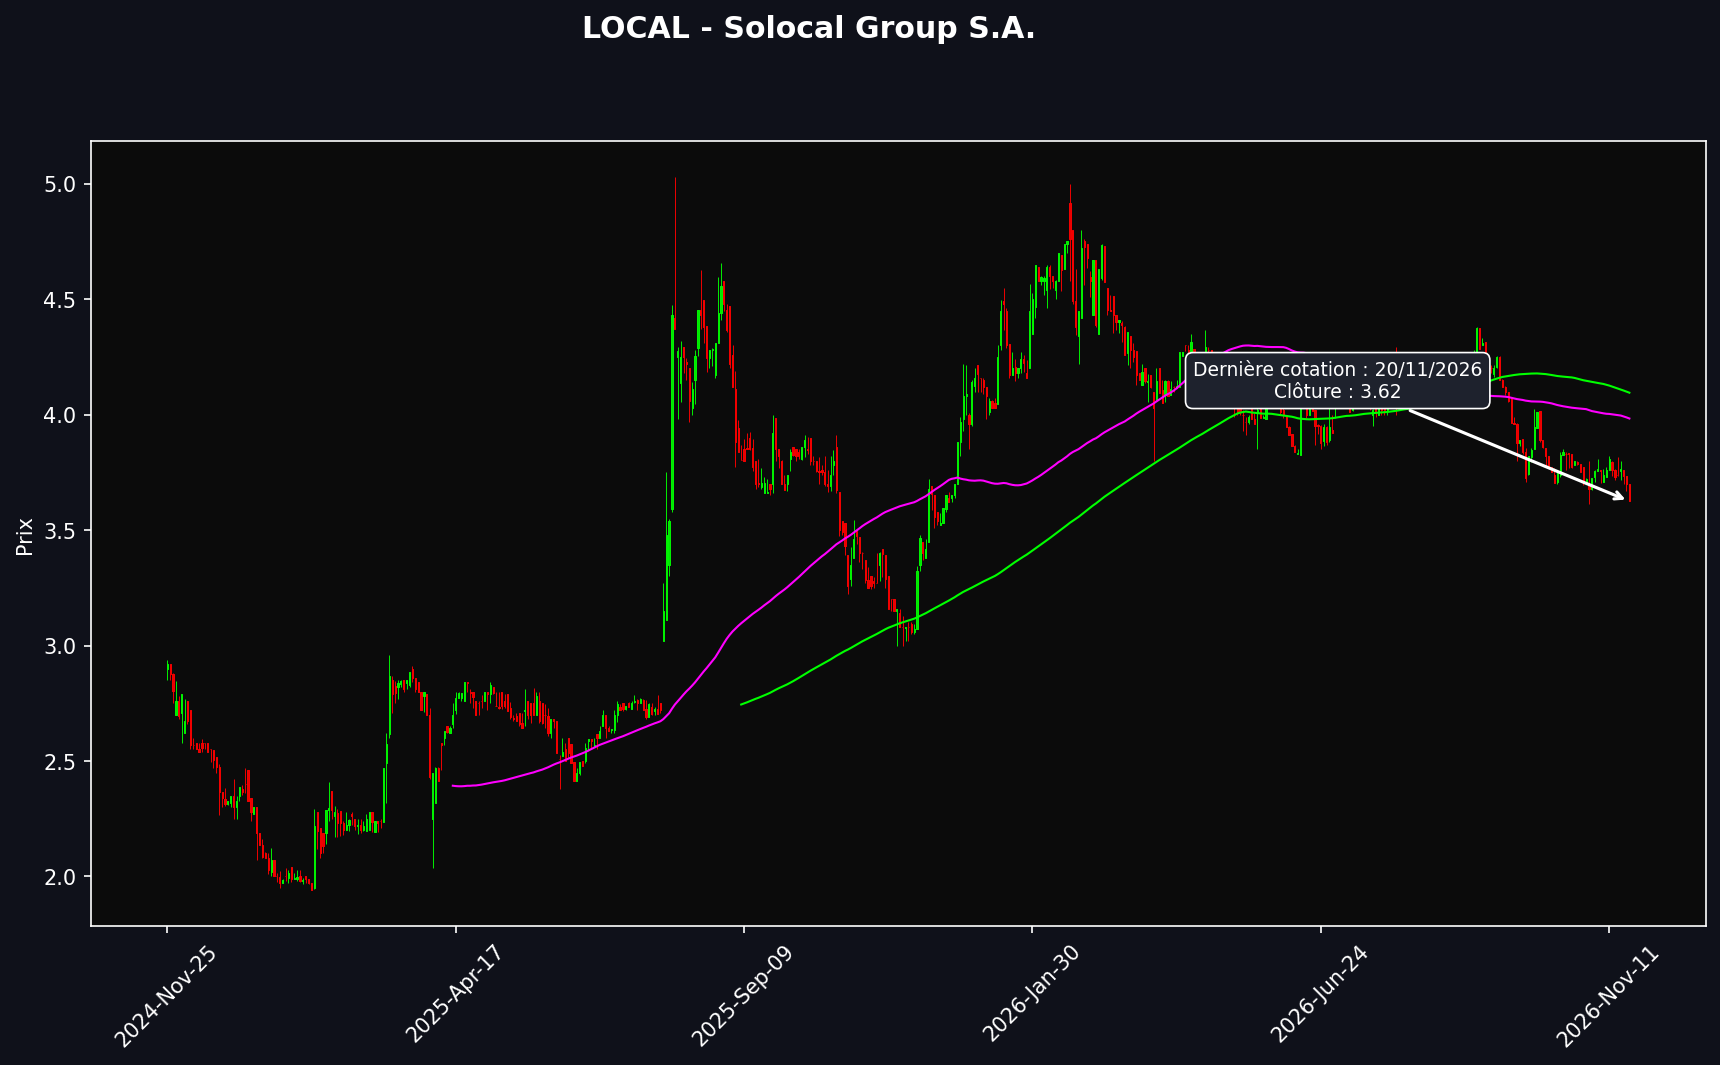 LOCAL - Solocal Group S.A.
Prix
5.0
4.5
4.0
3.5
3.0
2.5
2.0
Dernière cotation : 20/11/2026
Clôture : 3.62
2024-Nov-25
2025-Apr-17
2025-Sep-09
2026-Jan-30
2026-Jun-24
2026-Nov-11